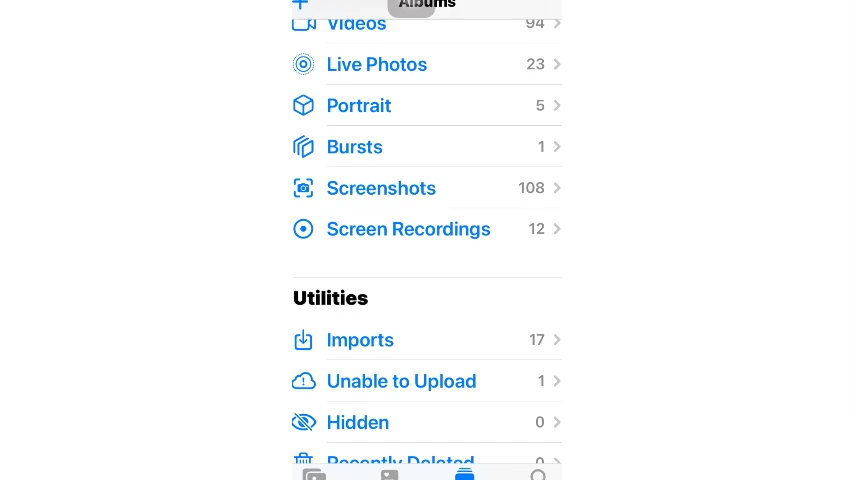 Albums
Videos 94
Live Photos 23
Portrait 5
Bursts 1
Screenshots 108
Screen Recordings 12
Utilities
Imports 17
Unable to Upload 1
Hidden 0
Recently Deleted 0